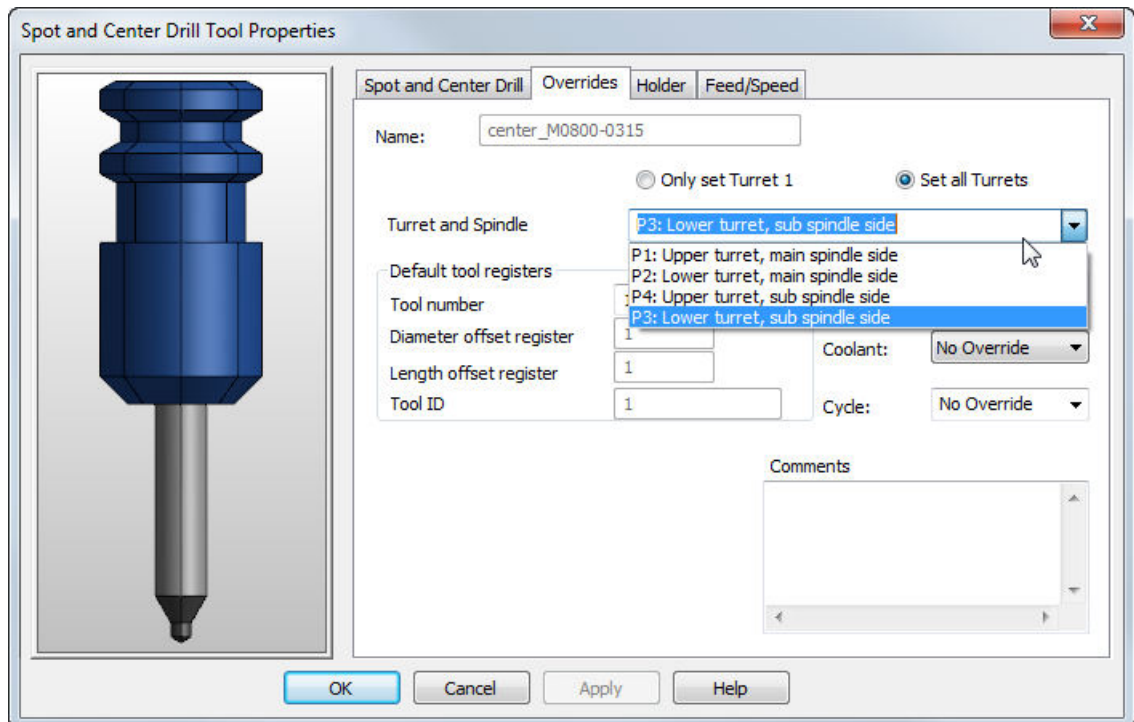 Spot and Center Drill Tool Properties
Spot and Center Drill Overrides Holder Feed/Speed
Name: center_M0800-0315
Only set Turret 1 Set all Turrets
Turret and Spindle P3: Lower turret, sub spindle side
P1: Upper turret, main spindle side
Default tool registers P2: Lower turret, main spindle side
P4: Upper turret, sub spindle side
Tool number
P3: Lower turret, sub spindle side
Diameter offset register 1
Coolant: No Override
Length offset register 1
Tool ID 1
Cycle: No Override
Comments
OK Cancel Apply Help